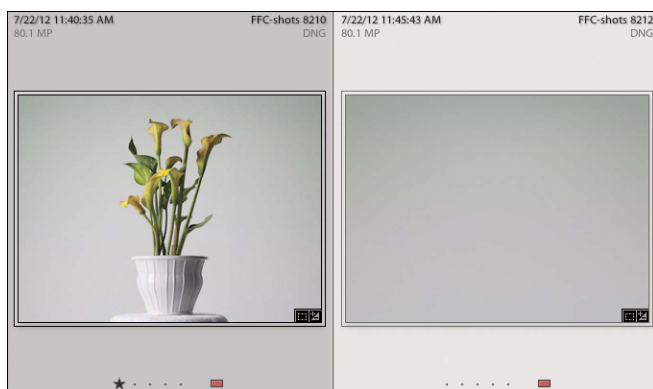 7/22/12 11:40:35 AM FFC-shots 8210
80.1 MP DNG
7/22/12 11:45:43 AM FFC-shots 8212
80.1 MP DNG